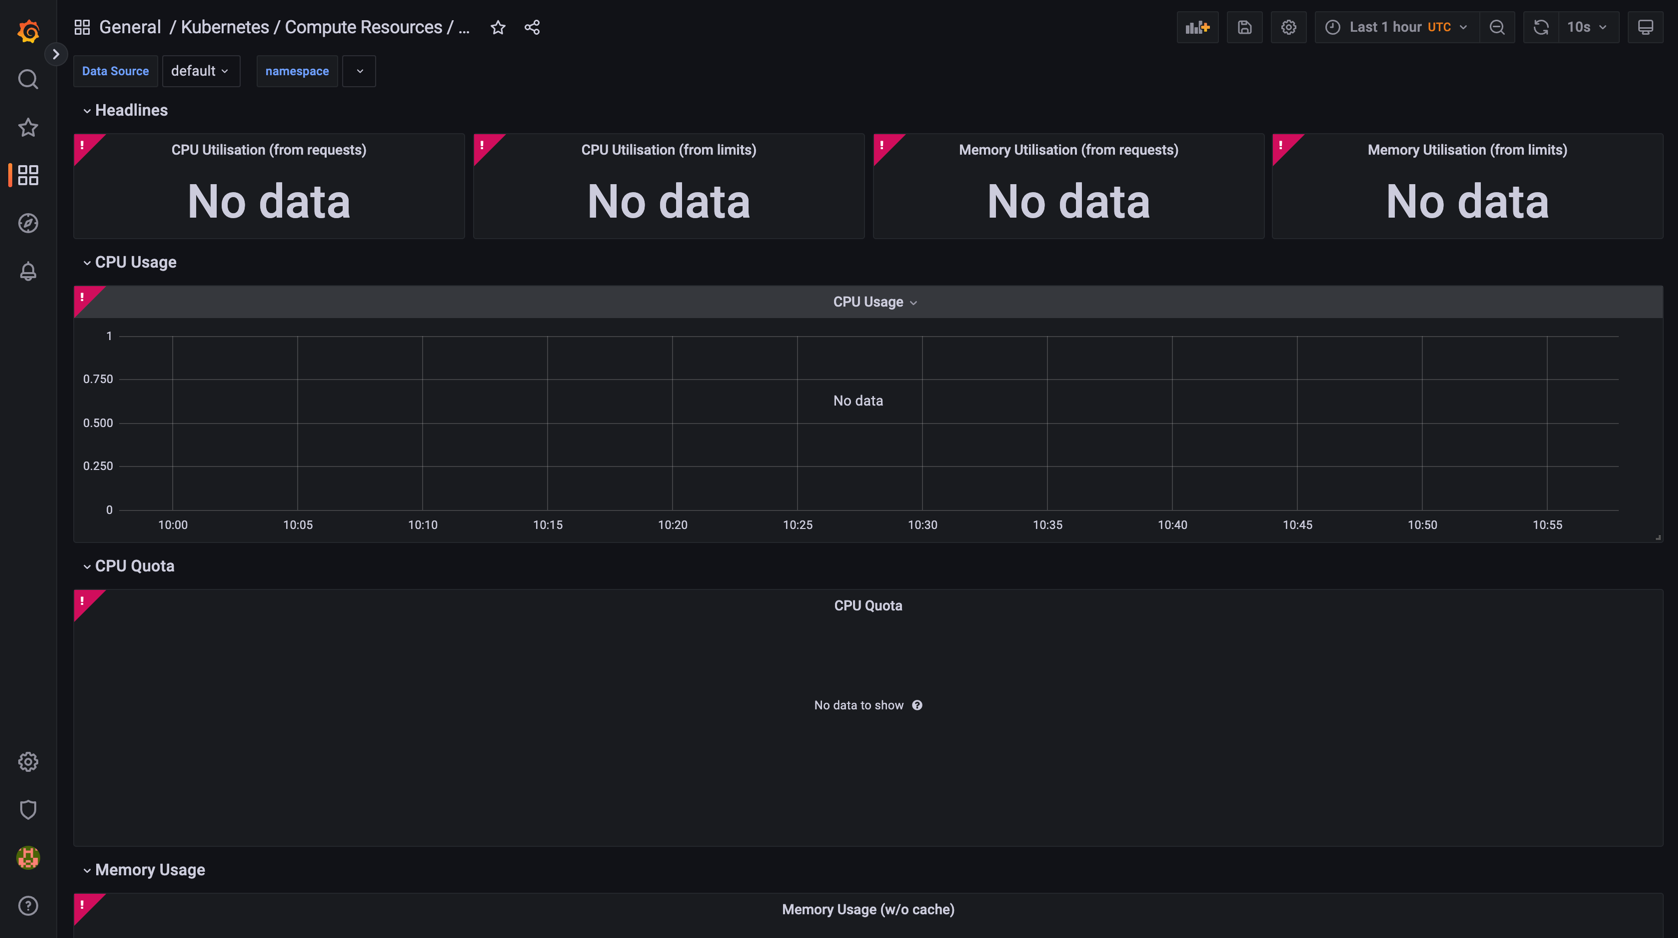 General / Kubernetes / Compute Resources / ...
Last 1 hour UTC
10s
Data Source default namespace
Headlines
! CPU Utilisation (from requests)
No data
! CPU Utilisation (from limits)
No data
! Memory Utilisation (from requests)
No data
! Memory Utilisation (from limits)
No data
CPU Usage
! CPU Usage
1
0.750
0.500
0.250
0
No data
10:00 10:05 10:10 10:15 10:20 10:25 10:30 10:35 10:40 10:45 10:50 10:55
CPU Quota
! CPU Quota
No data to show ?
Memory Usage
! Memory Usage (w/o cache)